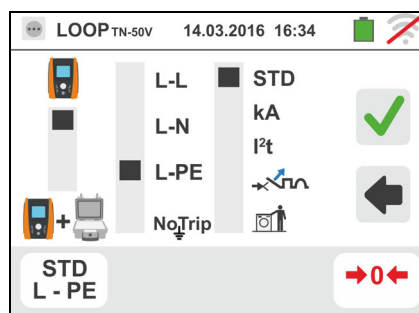 LOOP TN-50V 14.03.2016 16:34
L-L STD
L-N kA
I²t
L-PE
+ NoTrip
STD
L - PE
0